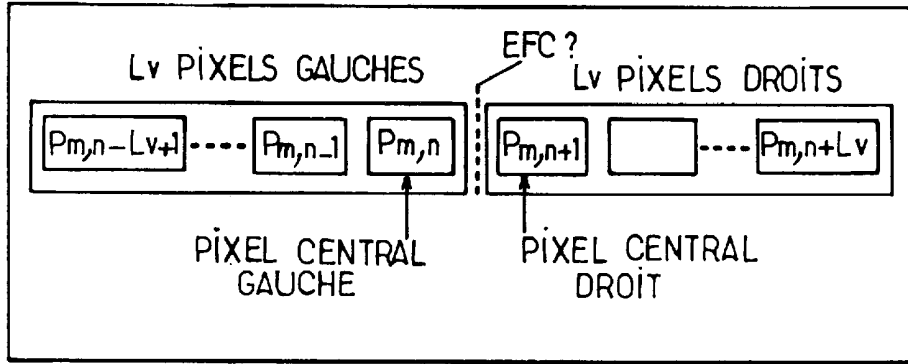 EFC ?
Lv PIXELS GAUCHES
Lv PIXELS DROITS
Pm,n-Lv+1 Pm,n-1 Pm,n Pm,n+1 Pm,n+Lv
PIXEL CENTRAL GAUCHE
PIXEL CENTRAL DROIT